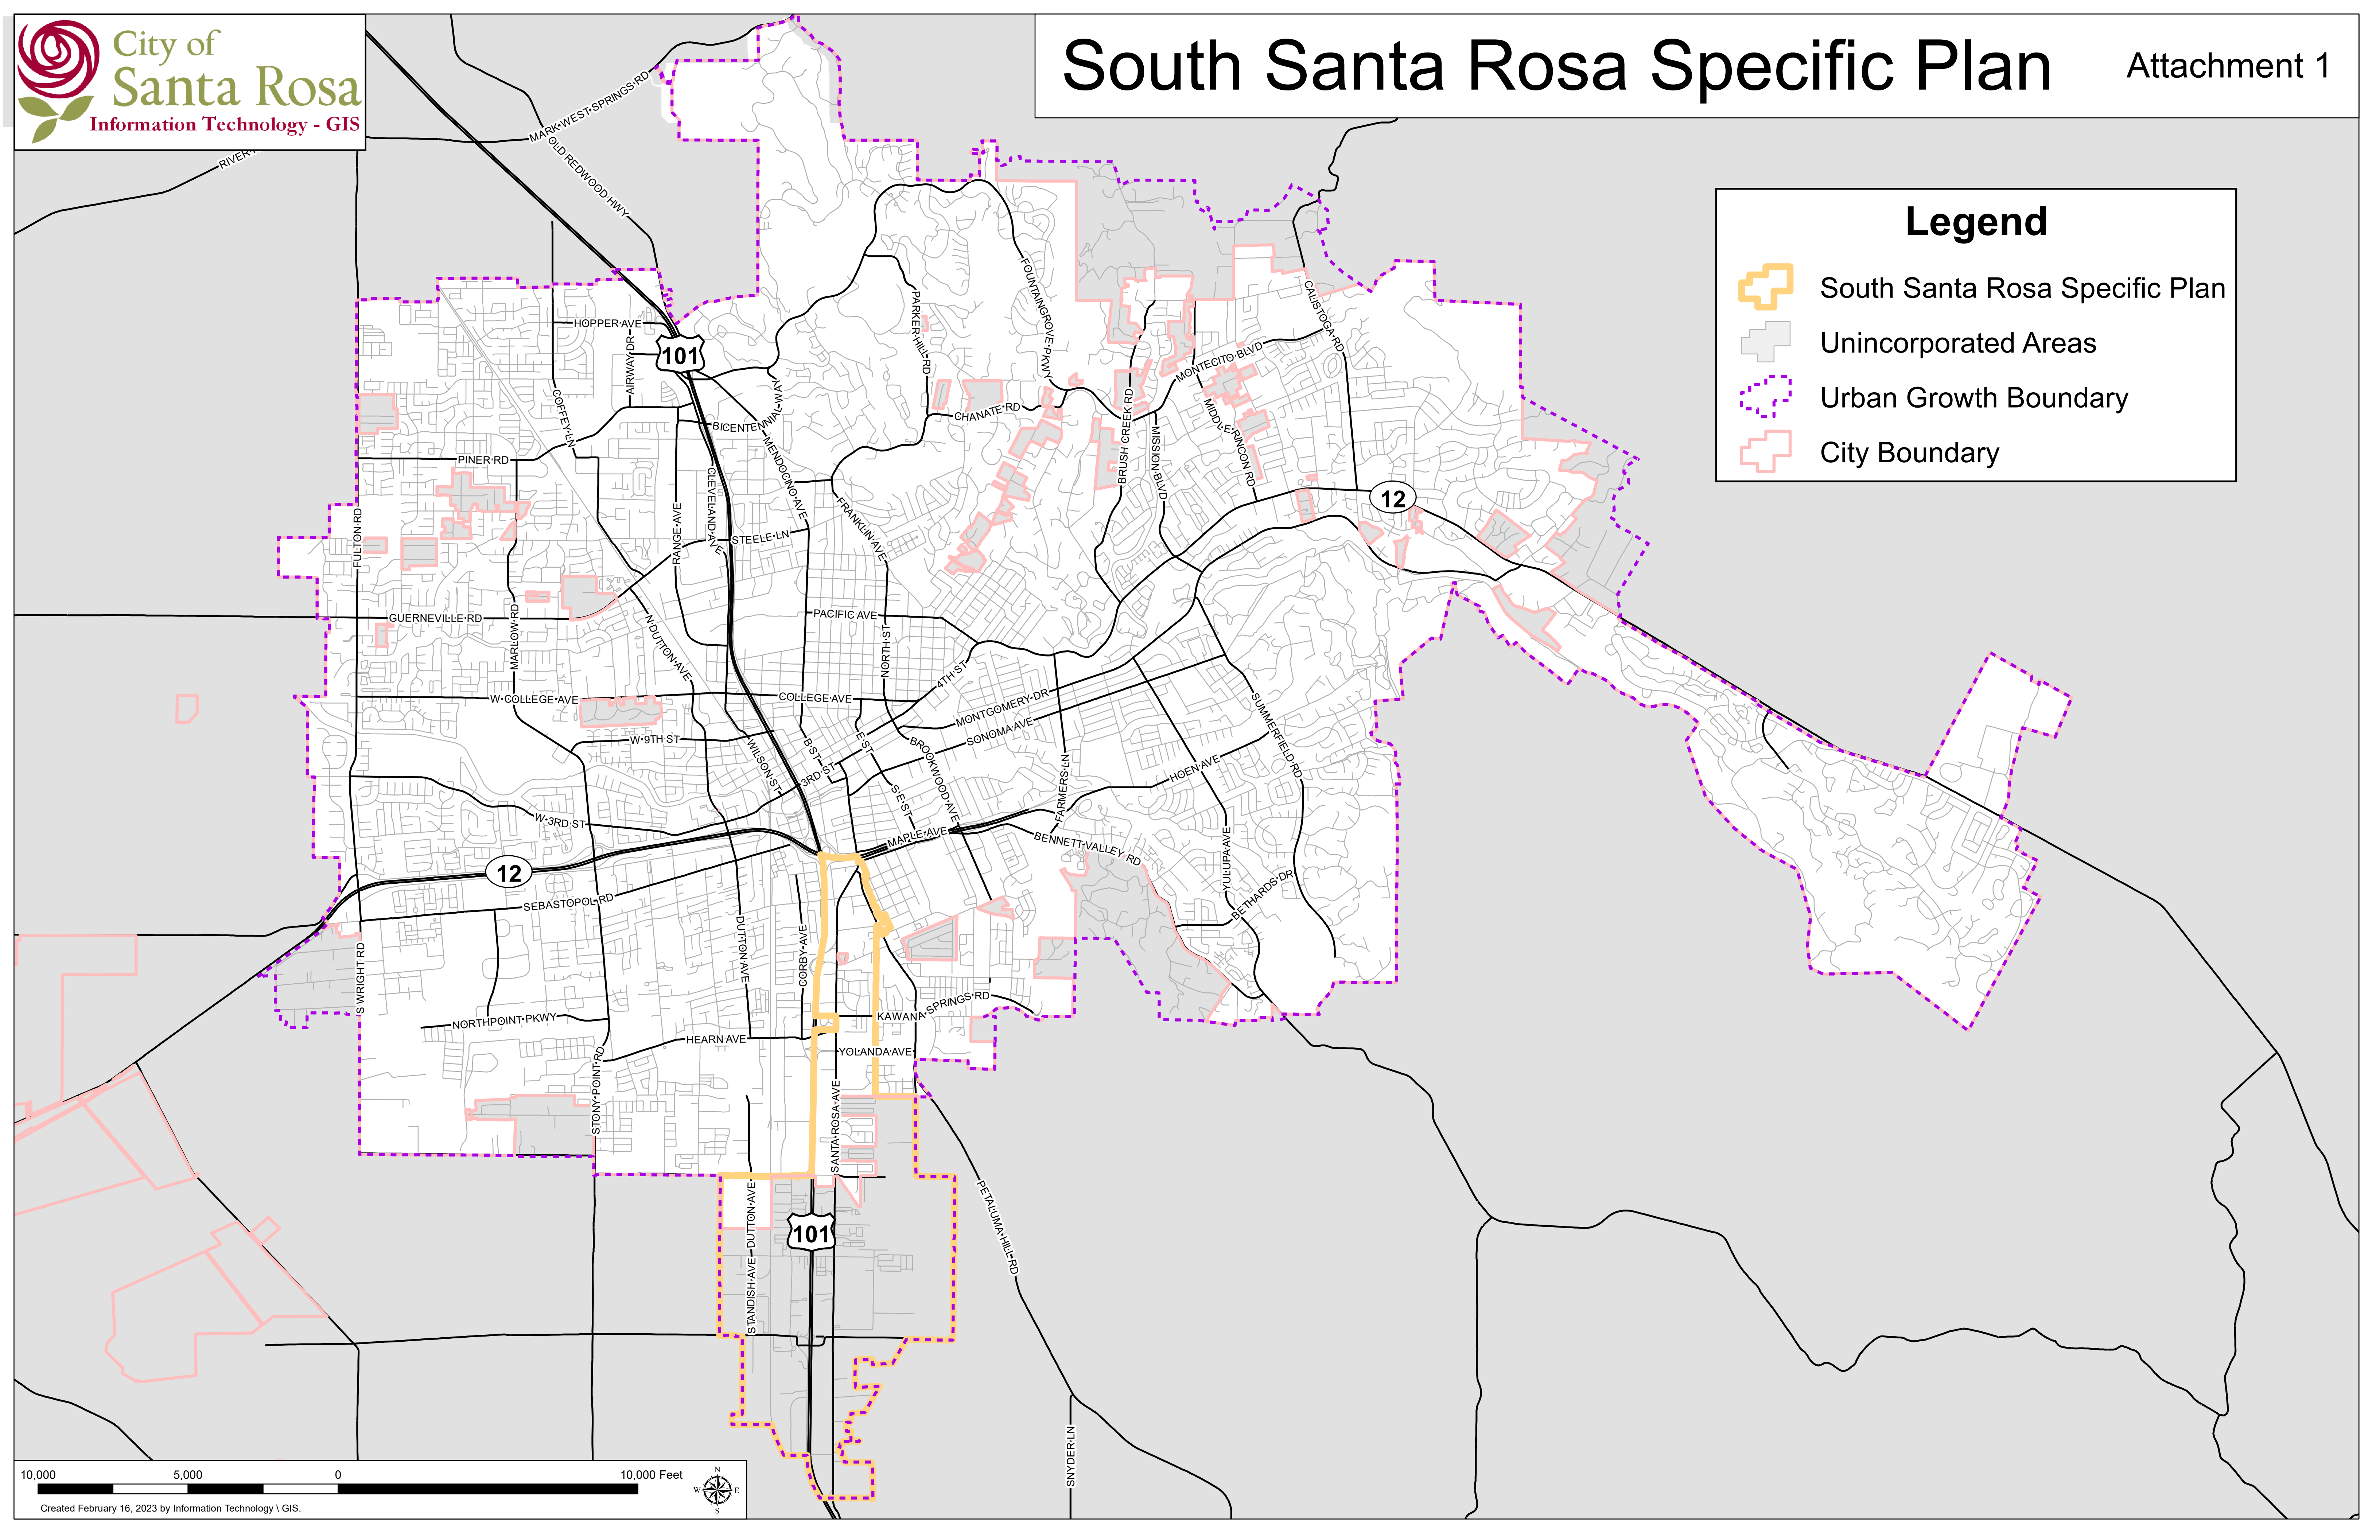 City of
Santa Rosa
Information Technology - GIS
South Santa Rosa Specific Plan
Attachment 1
Legend
South Santa Rosa Specific Plan
Unincorporated Areas
Urban Growth Boundary
City Boundary
MARK WEST SPRINGS RD
OLD REDWOOD HWY
RIVER
HOPPER AVE
AIRWAY DR
101
COFFEY LN
PARKER HILL RD
FOUNTAINGROVE PKWY
CALISTOGA RD
MONTECITO BLVD
BICENTENNIAL WAY
CHANATE RD
BRUSH CREEK RD
MISSION BLVD
MIDDLE RINCON RD
PINER RD
MENDOCINO AVE
CLEVELAND AVE
RANGE AVE
STEELE LN
FRANKLIN AVE
12
FULTON RD
GUERNEVILLE RD
MARLOW RD
N DUTTON AVE
PACIFIC AVE
NORTH ST
4TH ST
W COLLEGE AVE
COLLEGE AVE
MONTGOMERY DR
SONOMA AVE
SUMMERFIELD RD
W 9TH ST
WILSON ST
B ST
E ST
3RD ST
BROOKWOOD AVE
HOEN AVE
S E ST
FARMERS LN
W 3RD ST
MAPLE AVE
BENNETT VALLEY RD
YULUPA AVE
BETHARDS DR
12
SEBASTOPOL RD
DUTTON AVE
CORBY AVE
S WRIGHT RD
NORTHPOINT PKWY
KAWANA SPRINGS RD
HEARN AVE
YOLANDA AVE
STONY POINT RD
SANTA ROSA AVE
101
STANDISH AVE
DUTTON AVE
PETALUMA HILL RD
SNYDER LN
10,000
5,000
0
10,000 Feet
N
W
E
S
Created February 16, 2023 by Information Technology \ GIS.